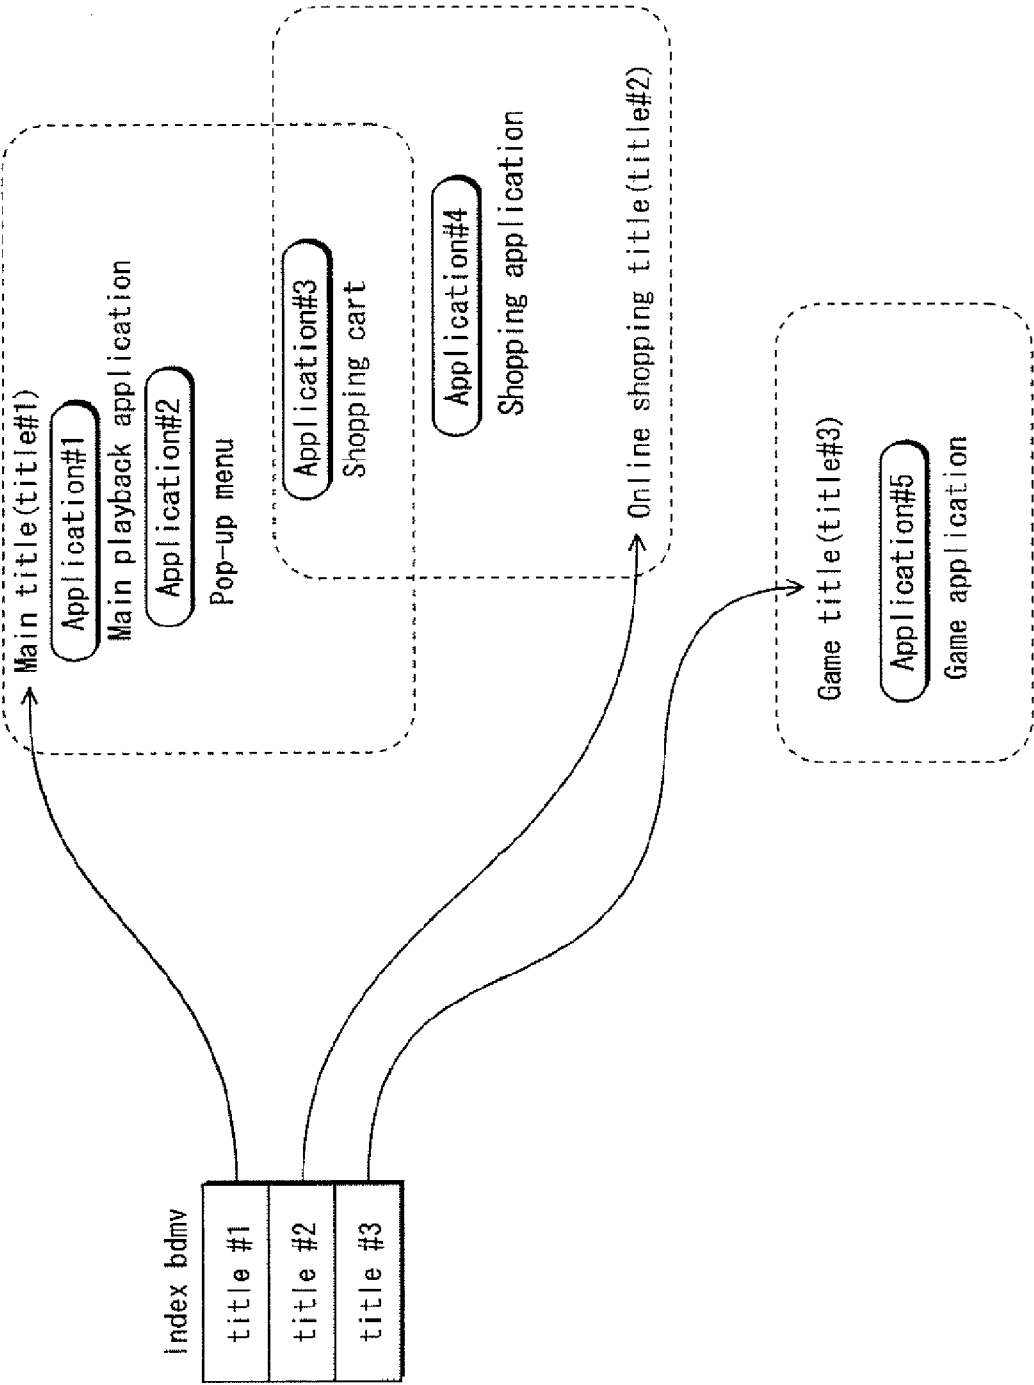 Index bdmv
title #1
title #2
title #3
Main title(title#1)
Application#1
Main playback application
Application#2
Pop-up menu
Application#3
Shopping cart
Application#4
Shopping application
Online shopping title(title#2)
Game title(title#3)
Application#5
Game application